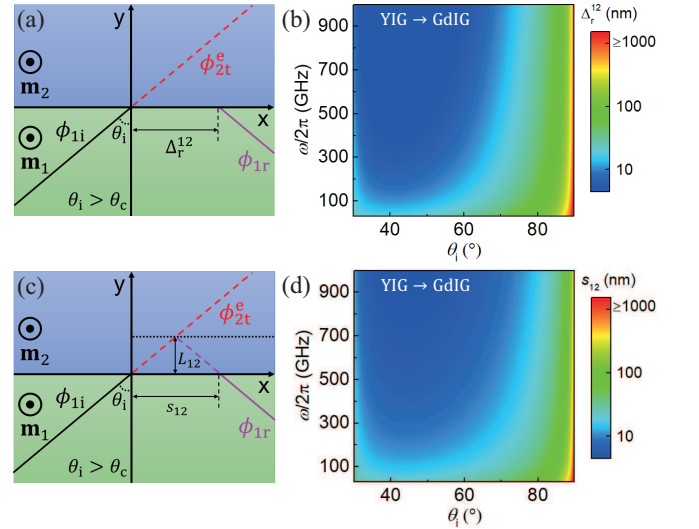 (a)
y
m₂
ϕ₂ₜᵉ
x
m₁
ϕ₁ᵢ
θᵢ
Δᵣ¹²
ϕ₁ᵣ
θᵢ > θc
(b)
YIG → GdIG
Δᵣ¹² (nm)
≥1000
100
10
ω/2π (GHz)
900
700
500
300
100
40
60
80
θᵢ (°)
(c)
y
m₂
ϕ₂ₜᵉ
L₁₂
x
m₁
ϕ₁ᵢ
θᵢ
s₁₂
ϕ₁ᵣ
θᵢ > θc
(d)
YIG → GdIG
s₁₂ (nm)
≥1000
100
10
ω/2π (GHz)
900
700
500
300
100
40
60
80
θᵢ (°)